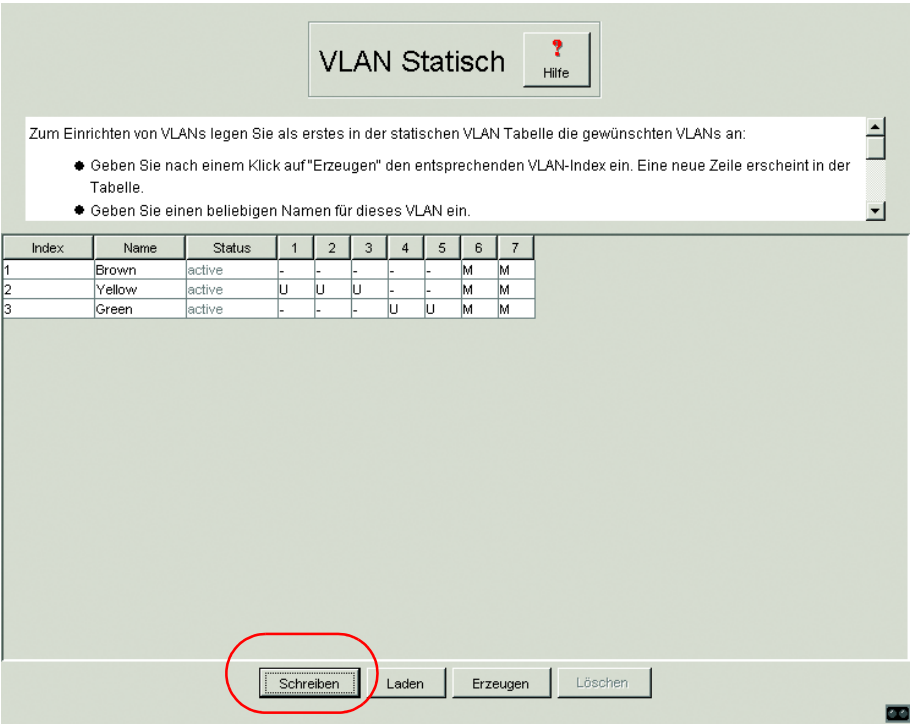 VLAN Statisch
?
Hilfe
Zum Einrichten von VLANs legen Sie als erstes in der statischen VLAN Tabelle die gewünschten VLANs an:
● Geben Sie nach einem Klick auf "Erzeugen" den entsprechenden VLAN-Index ein. Eine neue Zeile erscheint in der
Tabelle.
● Geben Sie einen beliebigen Namen für dieses VLAN ein.
Index Name Status 1 2 3 4 5 6 7
1 Brown active - - - - - M M
2 Yellow active U U U - - M M
3 Green active - - - U U M M
Schreiben Laden Erzeugen Löschen